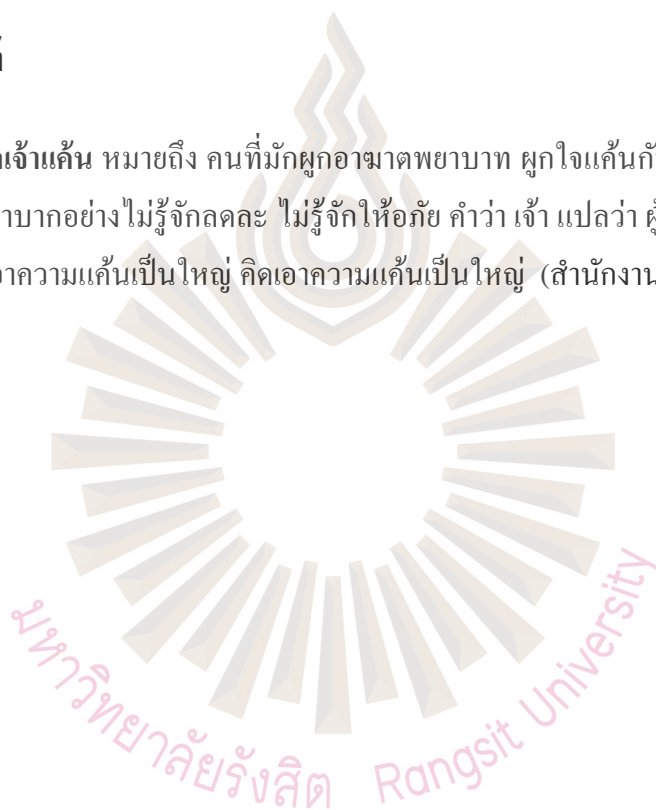 เจ้าแค้น หมายถึง คนที่มักผูกอาฆาตพยาบาท ผูกใจแค้นกั
าบากอย่างไม่รู้จักลดละ ไม่รู้จักให้อภัย คำว่า เจ้า แปลว่า ผู้
อาความแค้นเป็นใหญ่ คิดเอาความแค้นเป็นใหญ่ (สำนักงาน
มหาวิทยาลัยรังสิต Rangsit University